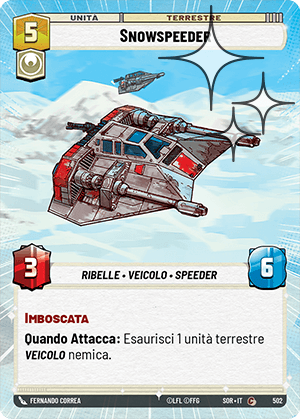 UNITÀ
TERRESTRE
5
SNOWSPEEDER
3
6
RIBELLE • VEICOLO • SPEEDER
IMBOSCATA
Quando Attacca: Esaurisci 1 unità terrestre
VEICOLO nemica.
FERNANDO CORREA
©LFL ©FFG
SOR • IT
C
502